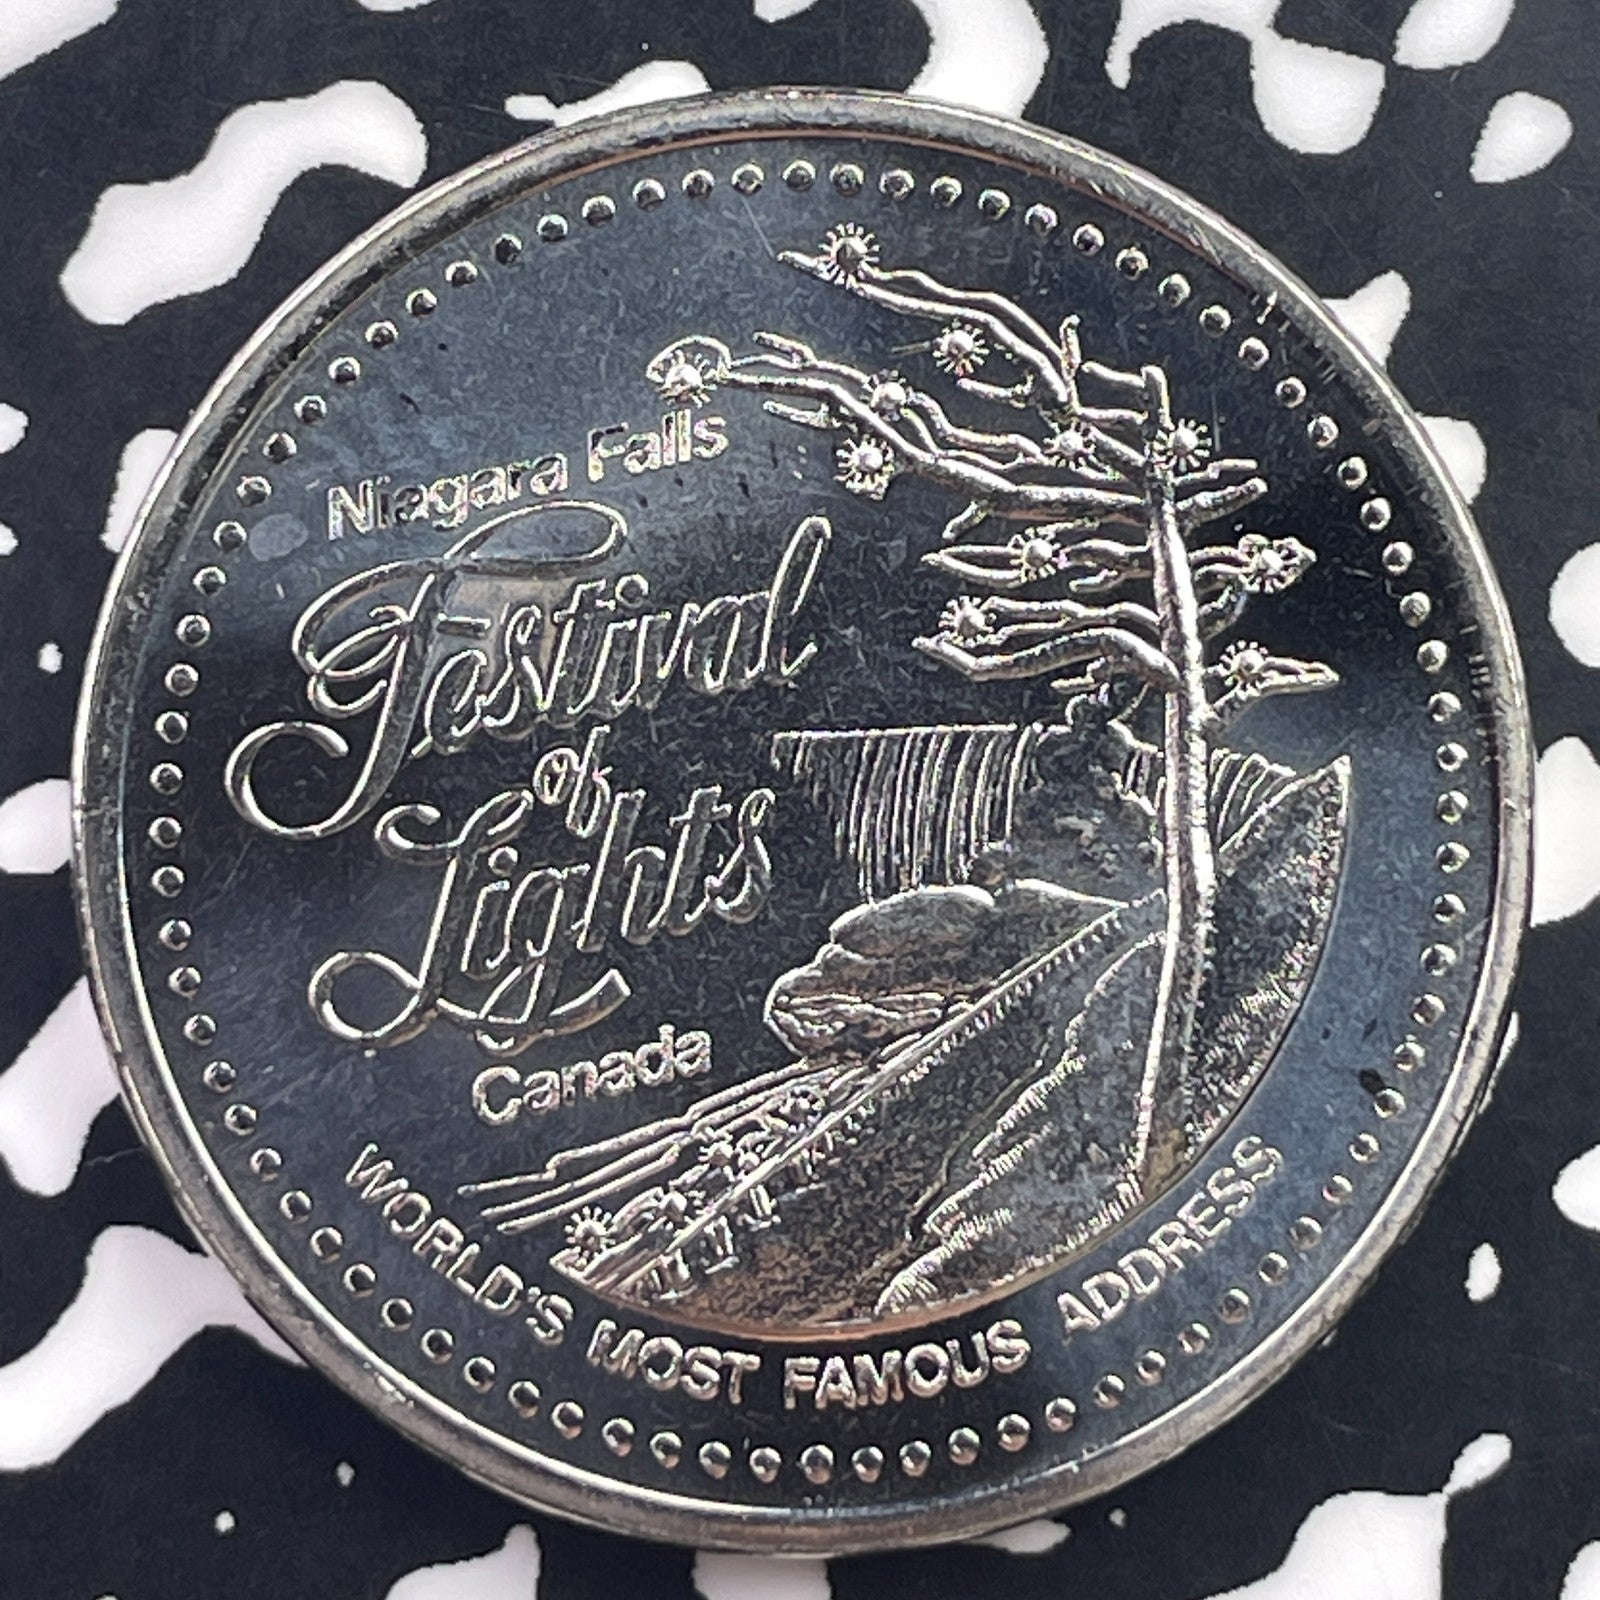 Niagara Falls
Festival
of
Lights
Canada
WORLD'S MOST FAMOUS ADDRESS